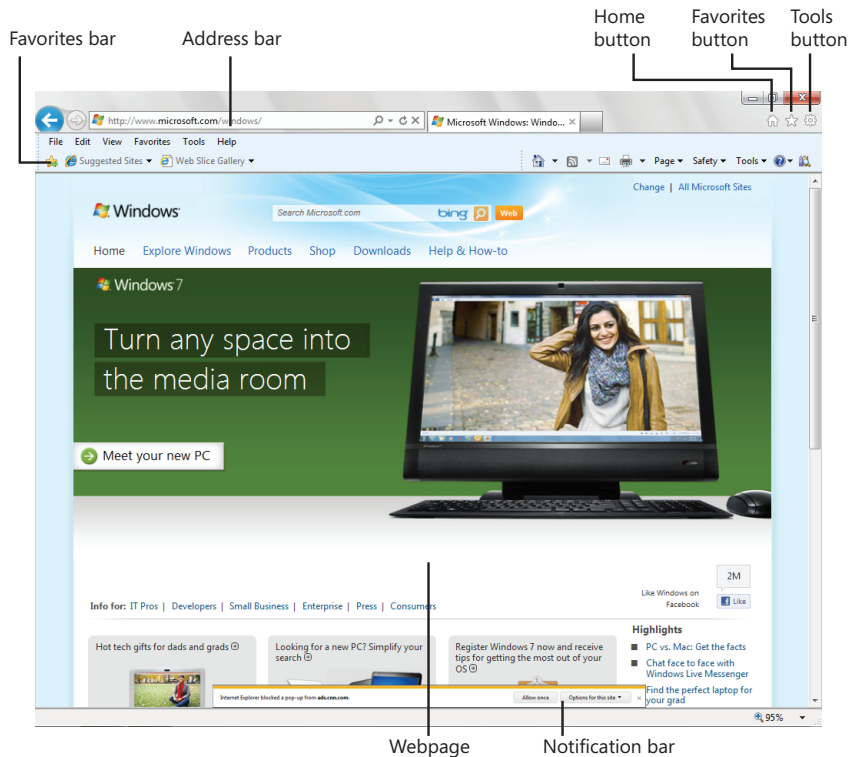 Home button
Favorites button
Tools button
Favorites bar
Address bar
http://www.microsoft.com/windows/
Microsoft Windows: Windo...
File Edit View Favorites Tools Help
Suggested Sites Web Slice Gallery
Page Safety Tools
Change | All Microsoft Sites
Windows
Search Microsoft.com
bing
Web
Home Explore Windows Products Shop Downloads Help & How-to
Windows 7
Turn any space into
the media room
Meet your new PC
2M
Like Windows on
Facebook
Like
Info for: IT Pros | Developers | Small Business | Enterprise | Press | Consumers
Hot tech gifts for dads and grads
Looking for a new PC? Simplify your
search
Register Windows 7 now and receive
tips for getting the most out of your
OS
Highlights
PC vs. Mac: Get the facts
Chat face to face with
Windows Live Messenger
Find the perfect laptop for
your grad
Internet Explorer blocked a pop-up from ads.cnn.com.
Allow once
Options for this site
95%
Webpage
Notification bar